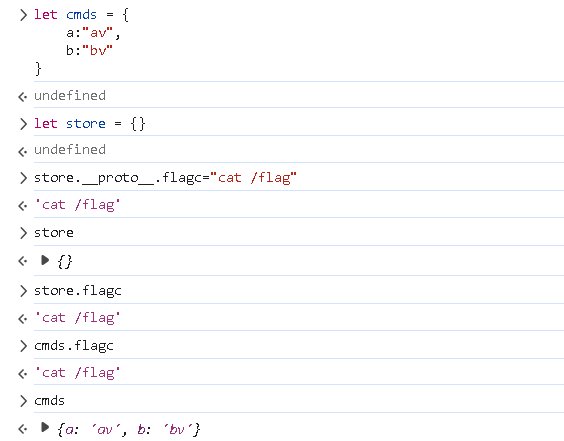 let cmds = {
a:"av",
b:"bv"
}
undefined
let store = {}
undefined
store.__proto__.flagc="cat /flag"
'cat /flag'
store
{}
store.flagc
'cat /flag'
cmds.flagc
'cat /flag'
cmds
{a: 'av', b: 'bv'}